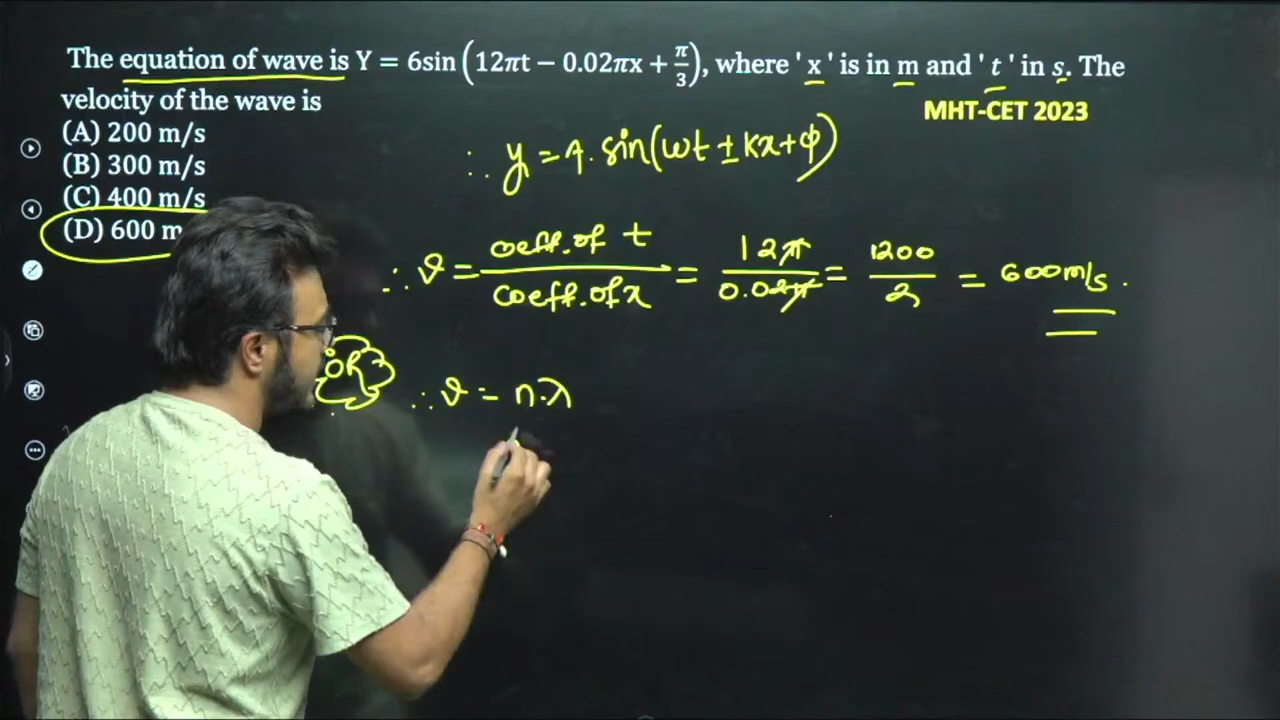 The equation of wave is Y = 6sin (12πt − 0.02πx + π/3), where ' x ' is in m and ' t ' in s. The
velocity of the wave is
MHT-CET 2023
(A) 200 m/s
(B) 300 m/s
(C) 400 m/s
(D) 600 m
∴ y = A. sin(ωt ± Kx + φ)
∴ v = coeff. of t / coeff. of x = 12π / 0.02π = 1200 / 2 = 600 m/s.
OR
∴ v = n.λ